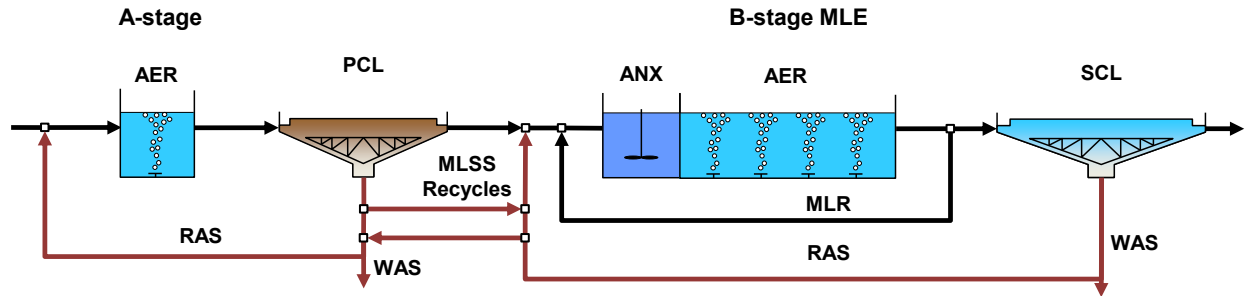 A-stage
B-stage MLE
AER
PCL
ANX
AER
SCL
MLSS
Recycles
MLR
RAS
WAS
RAS
WAS